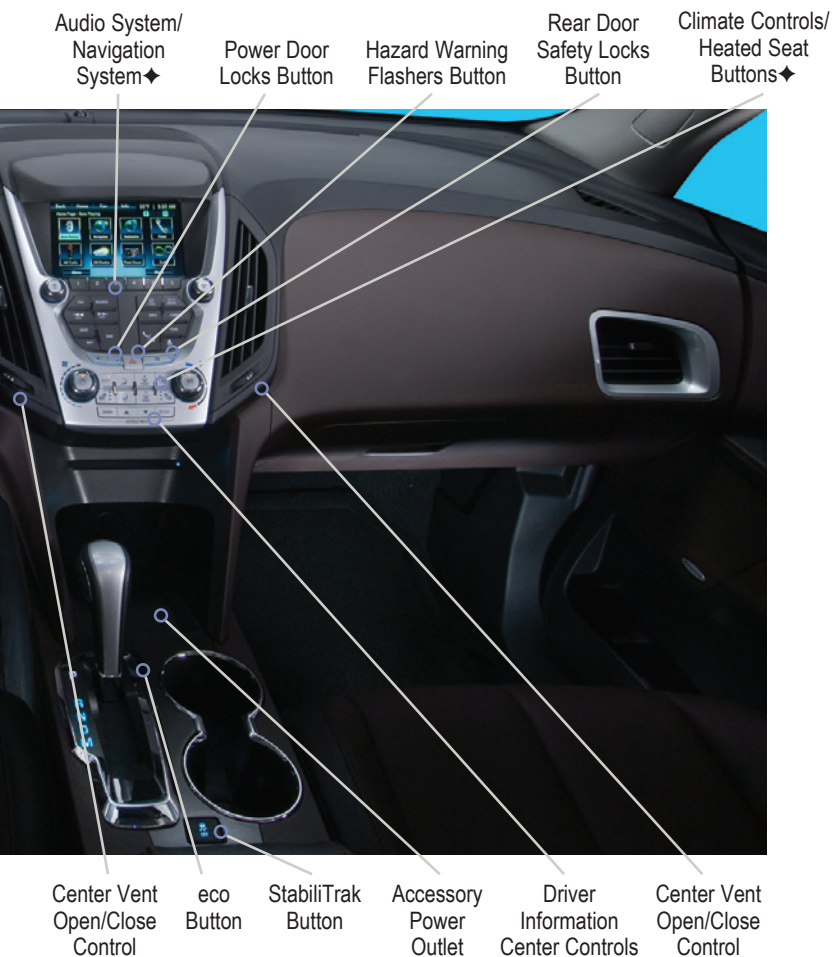 Audio System/
Navigation
System✦
Power Door
Locks Button
Hazard Warning
Flashers Button
Rear Door
Safety Locks
Button
Climate Controls/
Heated Seat
Buttons✦
Center Vent
Open/Close
Control
eco
Button
StabiliTrak
Button
Accessory
Power
Outlet
Driver
Information
Center Controls
Center Vent
Open/Close
Control